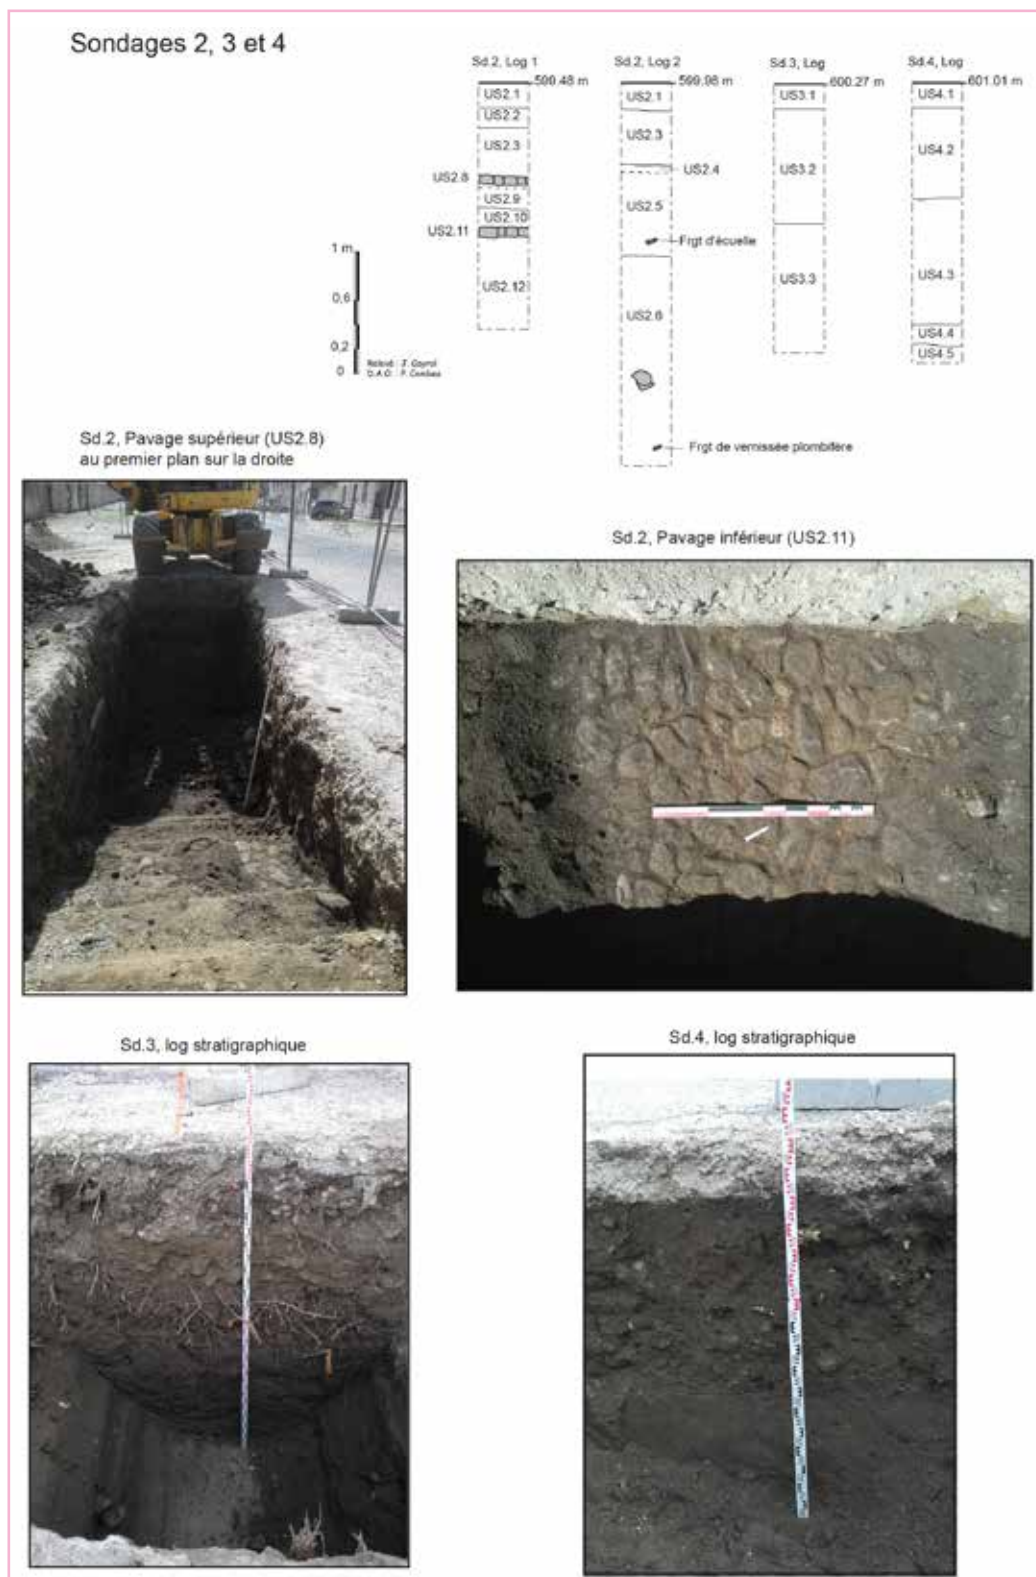 Sondages 2, 3 et 4
Sd.2, Log 1
599.48 m
US2.1
US2.2
US2.3
US2.8
US2.9
US2.10
US2.11
US2.12
Sd.2, Log 2
599.98 m
US2.1
US2.3
US2.4
US2.5
Frgt d'écuelle
US2.6
Frgt de vernissée plombifère
Sd.3, Log
600.27 m
US3.1
US3.2
US3.3
Sd.4, Log
601.01 m
US4.1
US4.2
US4.3
US4.4
US4.5
1 m
0,6
0,2
0
Relevé : J. Gayrol
D.A.O. : P. Combes
Sd.2, Pavage supérieur (US2.8)
au premier plan sur la droite
Sd.2, Pavage inférieur (US2.11)
Sd.3, log stratigraphique
Sd.4, log stratigraphique